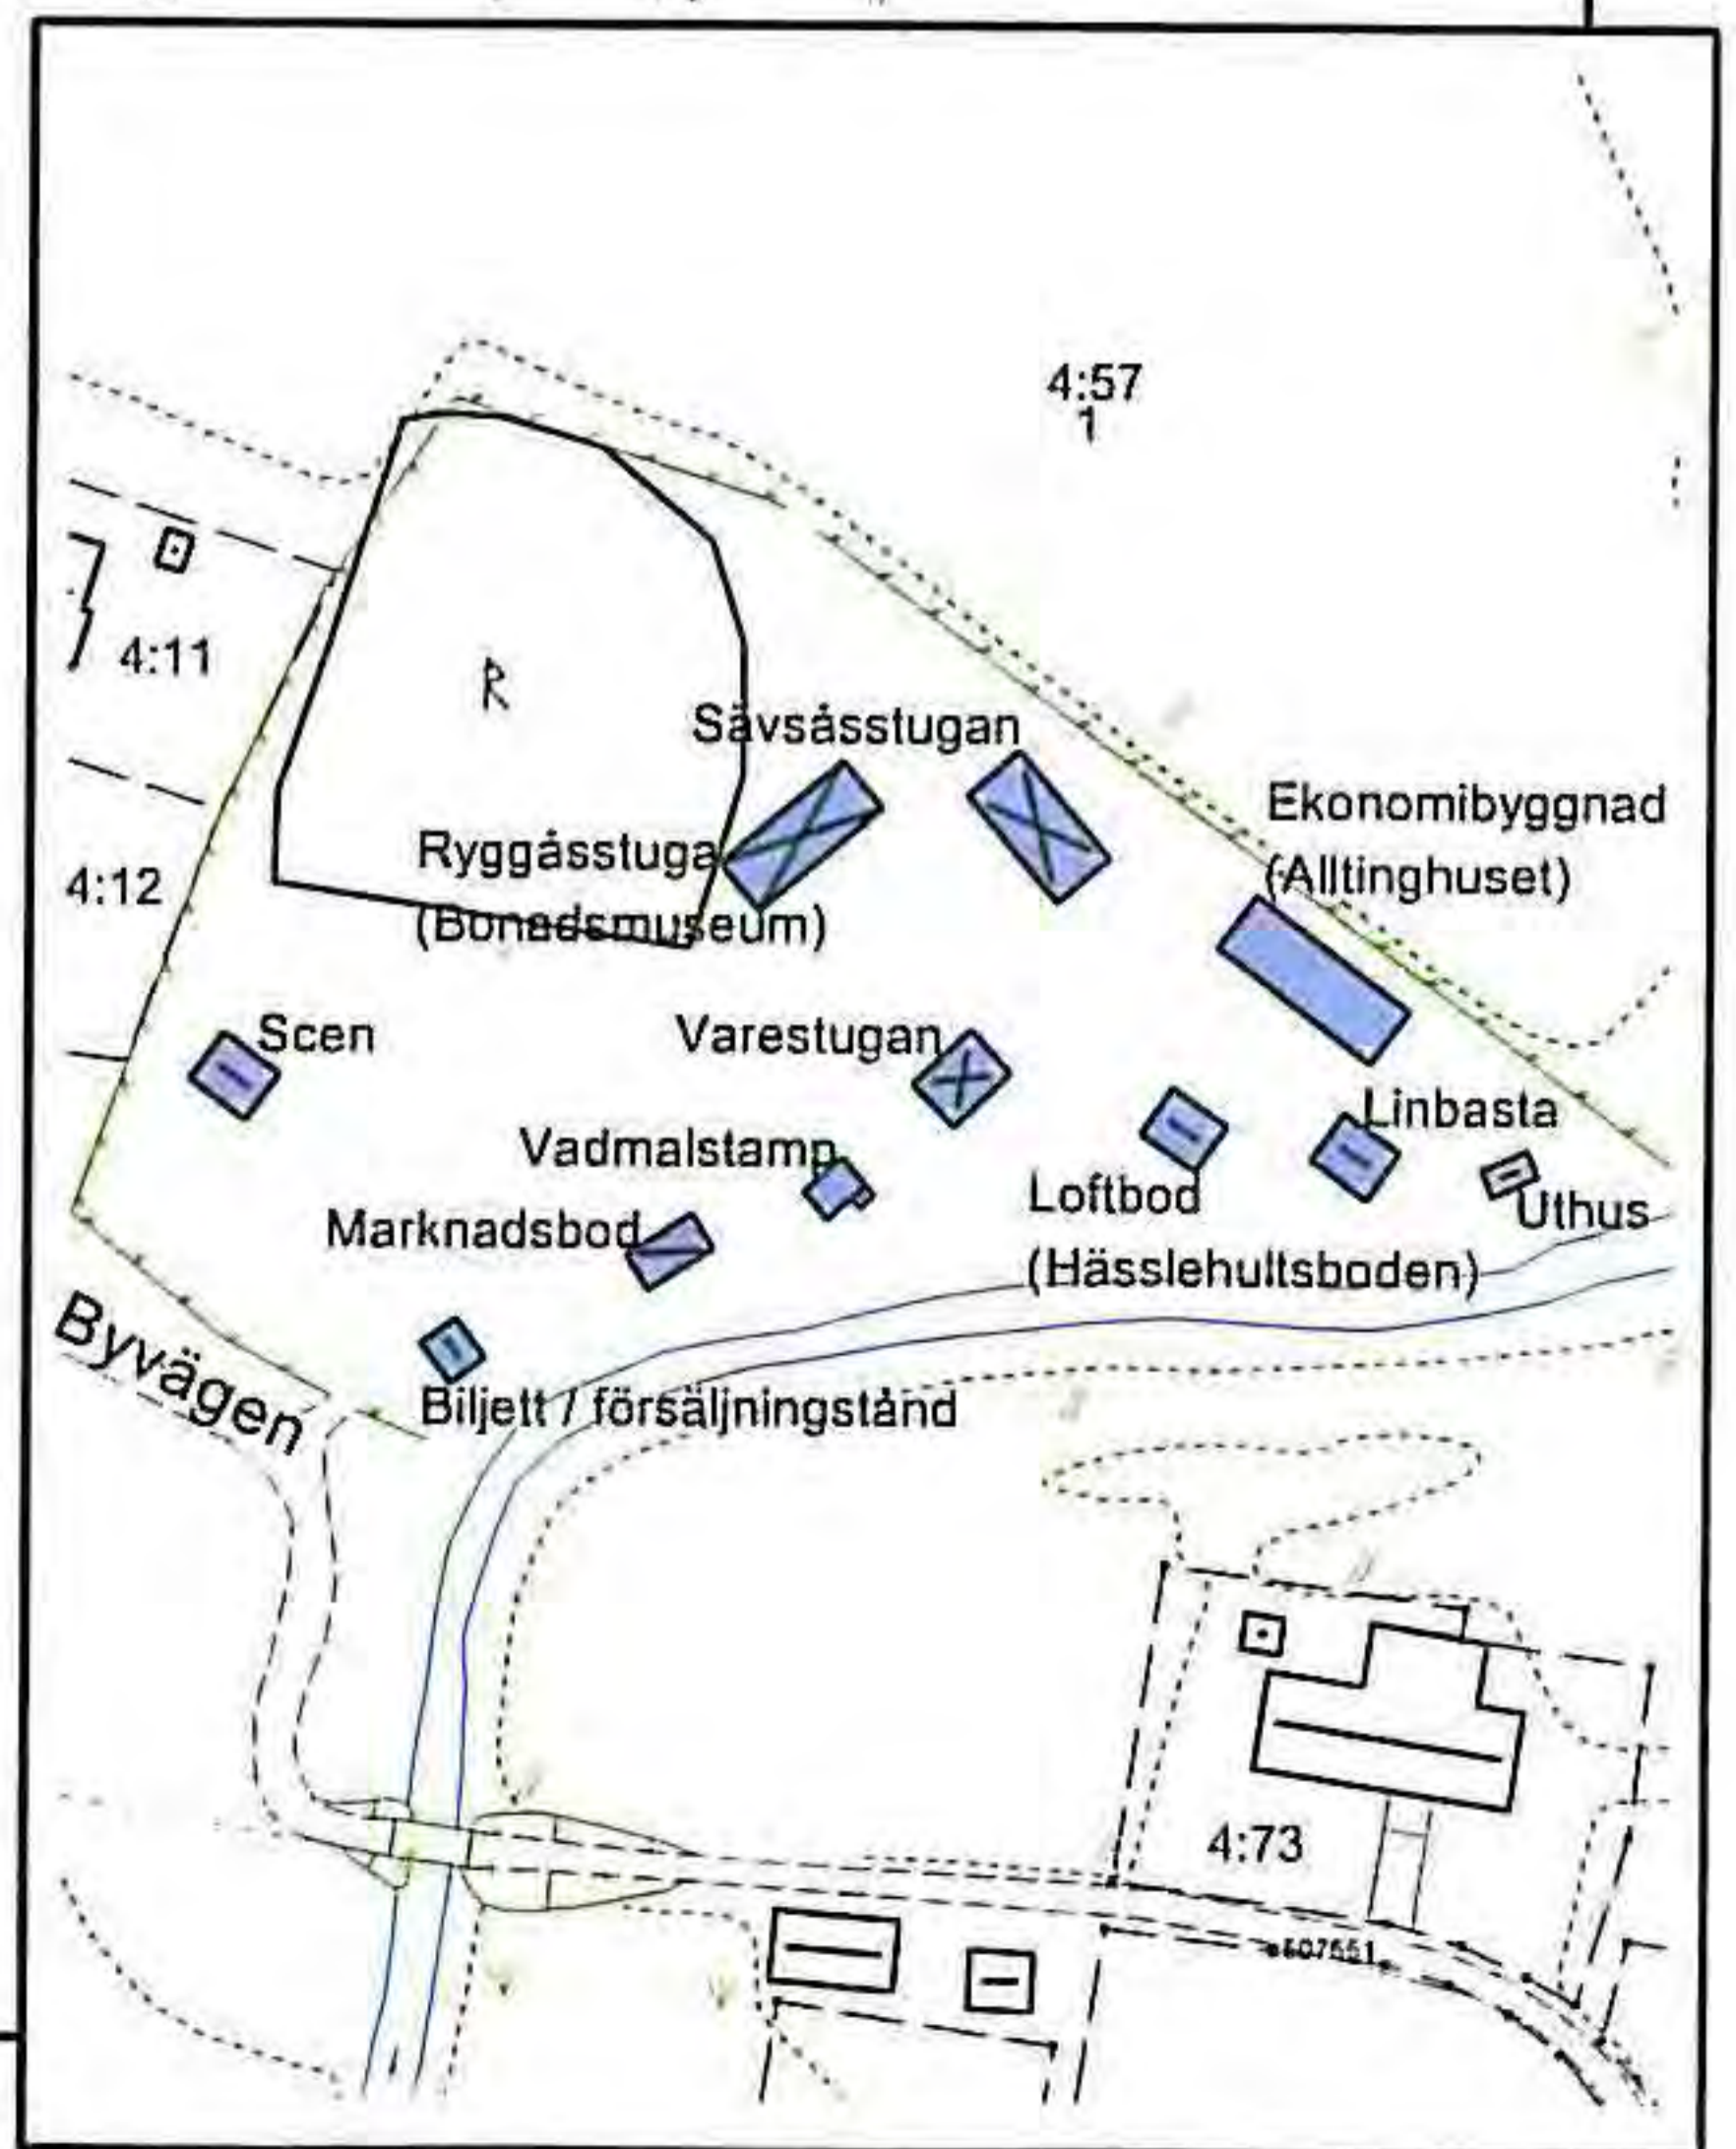 4:57
1
4:11
R
Sävsåsstugan
Ekonomibyggnad
Ryggåsstuga
(Alltinghuset)
4:12
(Bonadsmuseum)
Scen
Varestugan
Linbasta
Vadmalstamp
Loftbod
Uthus
Marknadsbod
(Hässlehultsboden)
Byvägen
Biljett / försäljningstånd
4:73
507551